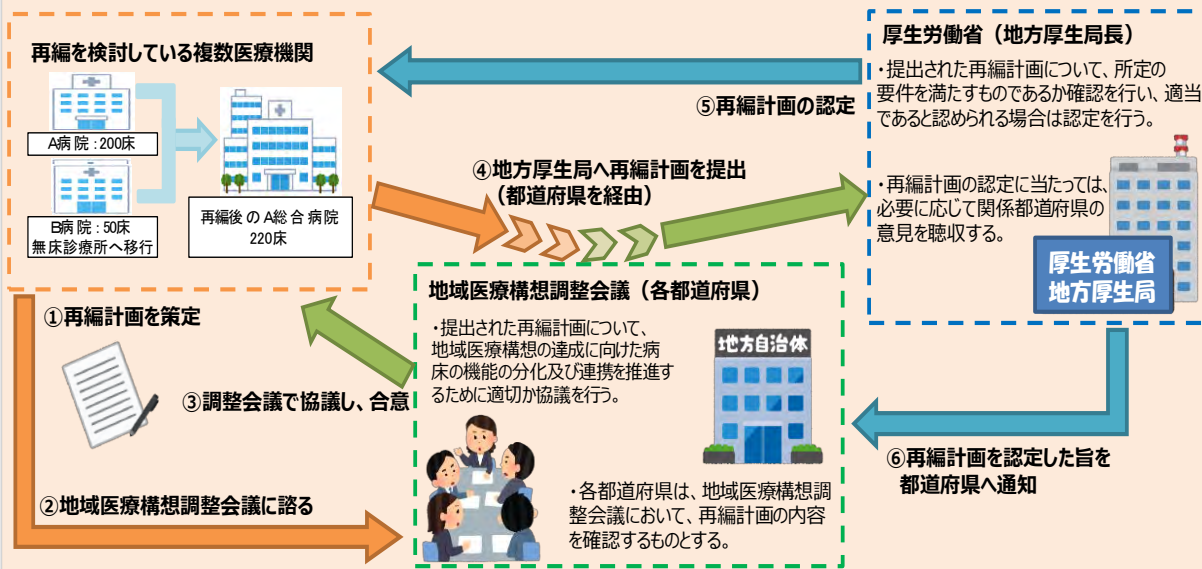 再編を検討している複数医療機関
A病院:200床
B病院:50床
無床診療所へ移行
再編後のA総合病院
220床
①再編計画を策定
②地域医療構想調整会議に諮る
③調整会議で協議し、合意
④地方厚生局へ再編計画を提出
(都道府県を経由)
地域医療構想調整会議(各都道府県)
・提出された再編計画について、
地域医療構想の達成に向けた病
床の機能の分化及び連携を推進す
るために適切か協議を行う。
地方自治体
・各都道府県は、地域医療構想調
整会議において、再編計画の内容
を確認するものとする。
⑤再編計画の認定
厚生労働省(地方厚生局長)
・提出された再編計画について、所定の
要件を満たすものであるか確認を行い、適当
であると認められる場合は認定を行う。
・再編計画の認定に当たっては、
必要に応じて関係都道府県の
意見を聴収する。
厚生労働省
地方厚生局
⑥再編計画を認定した旨を
都道府県へ通知